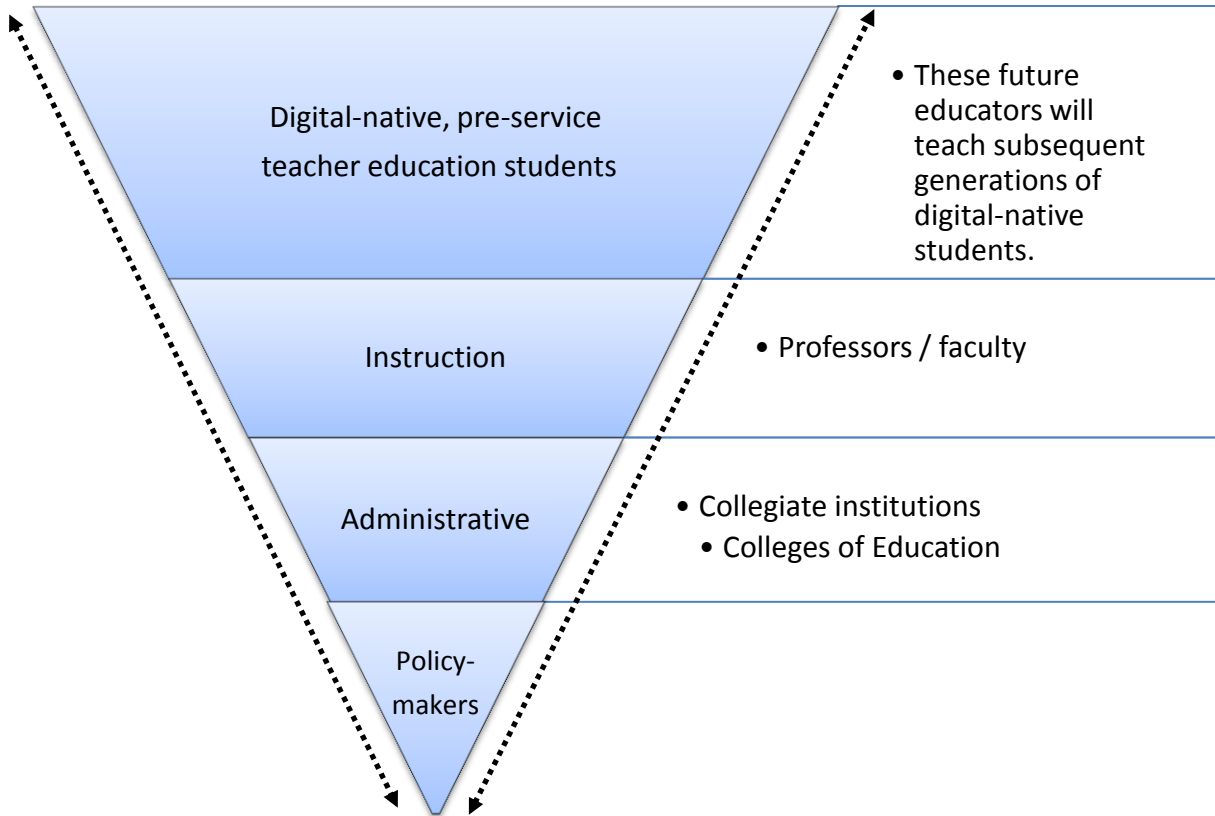 Digital-native, pre-service
teacher education students
• These future
educators will
teach subsequent
generations of
digital-native
students.
Instruction
• Professors / faculty
Administrative
• Collegiate institutions
• Colleges of Education
Policy-
makers